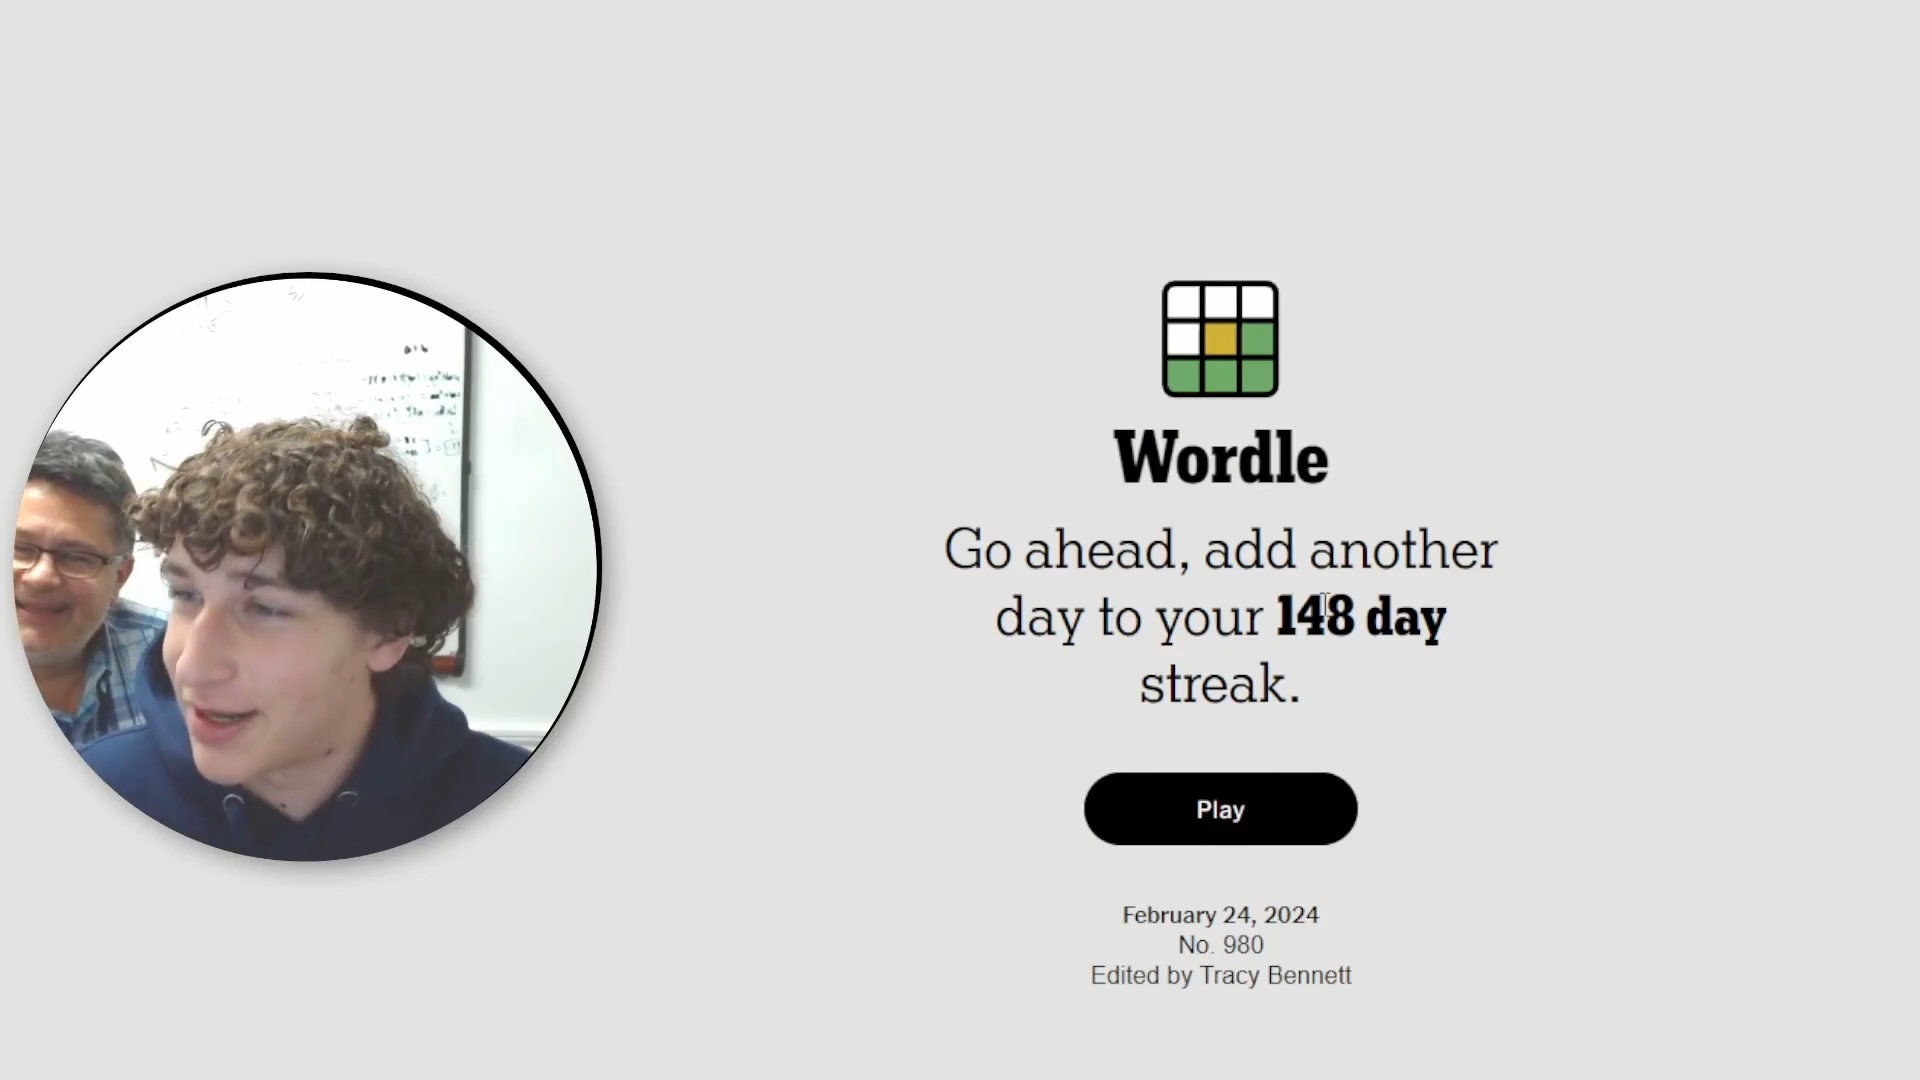 Wordle
Go ahead, add another
day to your 148 day
streak.
Play
February 24, 2024
No. 980
Edited by Tracy Bennett